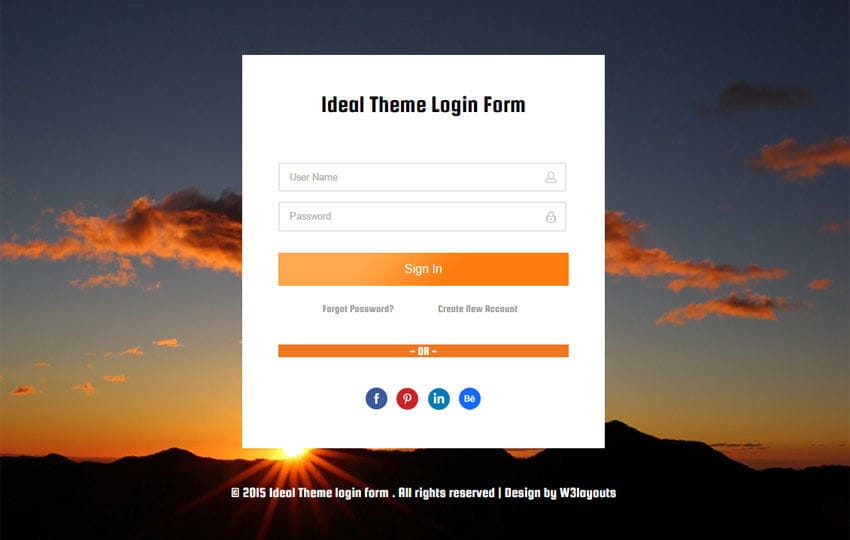 Ideal Theme Login Form
User Name
Password
Sign In
Forgot Password? Create New Account
- OR -
f in Bē
© 2015 Ideal Theme login form . All rights reserved | Design by W3layouts